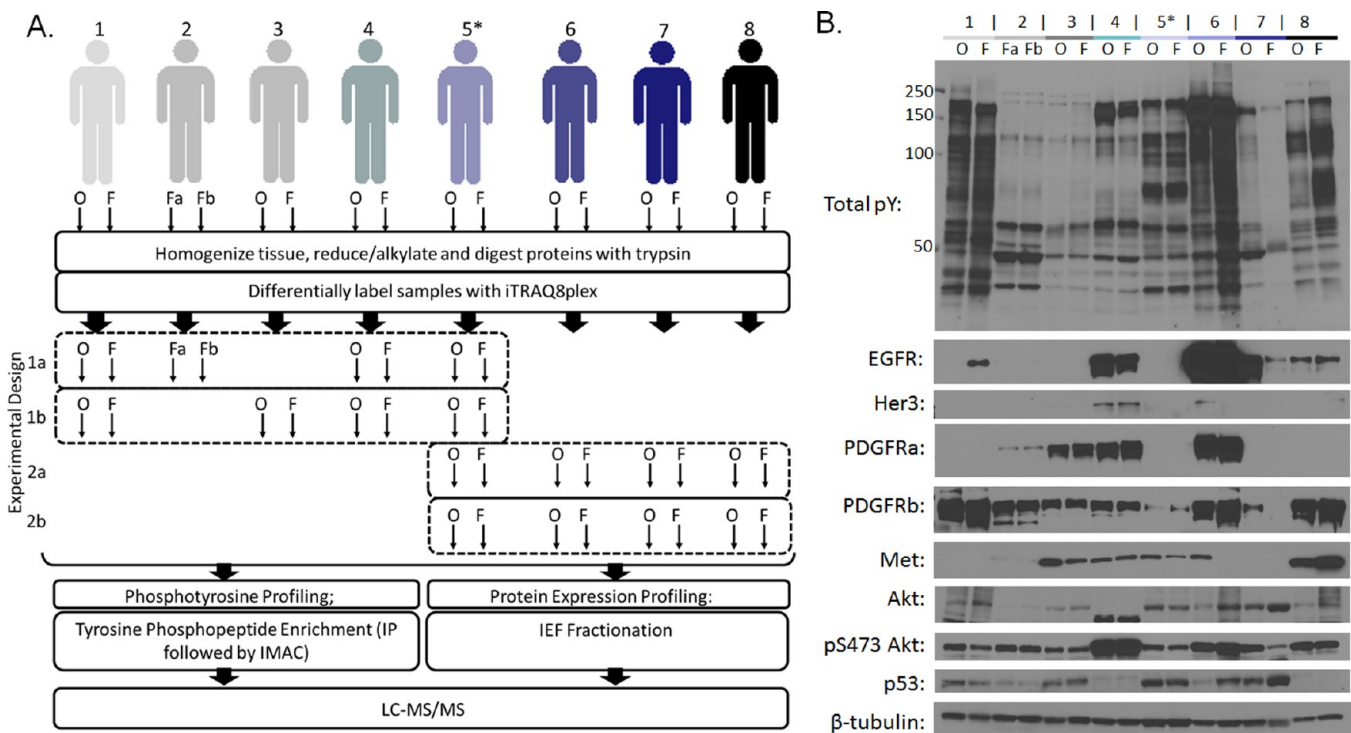 A.
1 2 3 4 5* 6 7 8
O F Fa Fb O F O F O F O F O F O F
Homogenize tissue, reduce/alkylate and digest proteins with trypsin
Differentially label samples with iTRAQ8plex
Experimental Design
1a O F Fa Fb O F O F
1b O F O F O F O F
2a O F O F O F O F
2b O F O F O F O F
Phosphotyrosine Profiling;
Protein Expression Profiling:
Tyrosine Phosphopeptide Enrichment (IP
followed by IMAC)
IEF Fractionation
LC-MS/MS
B.
1 | 2 | 3 | 4 | 5* | 6 | 7 | 8
O F Fa Fb O F O F O F O F O F O F
250
150
100
50
Total pY:
EGFR:
Her3:
PDGFRa:
PDGFRb:
Met:
Akt:
pS473 Akt:
p53:
β-tubulin: